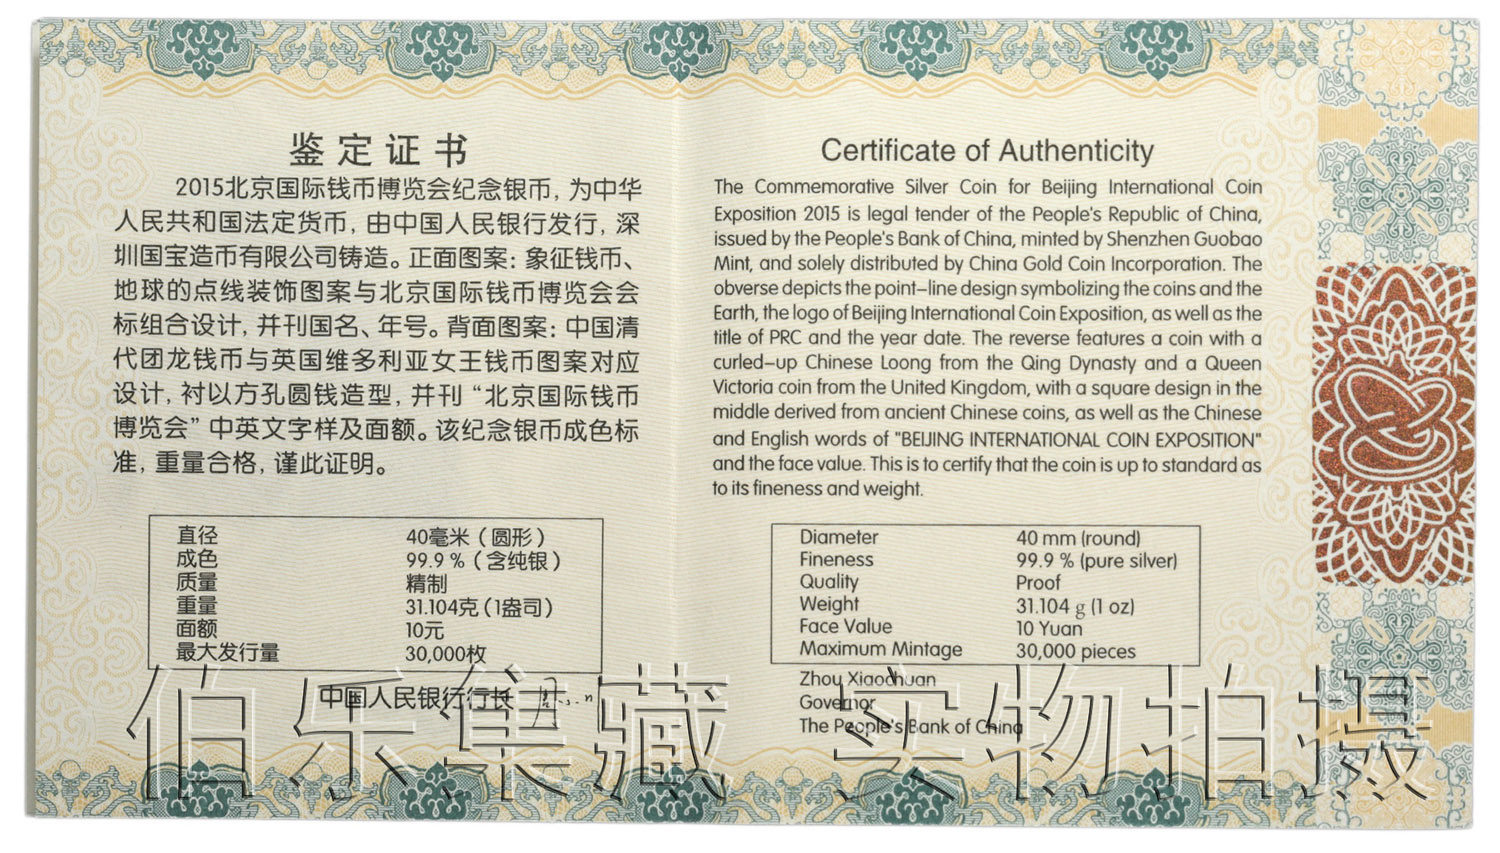 鉴定证书
2015北京国际钱币博览会纪念银币，为中华
人民共和国法定货币，由中国人民银行发行，深
圳国宝造币有限公司铸造。正面图案：象征钱币、
地球的点线装饰图案与北京国际钱币博览会会
标组合设计，并刊国名、年号。背面图案：中国清
代团龙钱币与英国维多利亚女王钱币图案对应
设计，衬以方孔圆钱造型，并刊“北京国际钱币
博览会”中英文字样及面额。该纪念银币成色标
准，重量合格，谨此证明。
直径 40毫米（圆形）
成色 99.9％（含纯银）
质量 精制
重量 31.104克（1盎司）
面额 10元
最大发行量 30,000枚
中国人民银行行长
Certificate of Authenticity
The Commemorative Silver Coin for Beijing International Coin
Exposition 2015 is legal tender of the People's Republic of China,
issued by the People's Bank of China, minted by Shenzhen Guobao
Mint, and solely distributed by China Gold Coin Incorporation. The
obverse depicts the point-line design symbolizing the coins and the
Earth, the logo of Beijing International Coin Exposition, as well as the
title of PRC and the year date. The reverse features a coin with a
curled-up Chinese Loong from the Qing Dynasty and a Queen
Victoria coin from the United Kingdom, with a square design in the
middle derived from ancient Chinese coins, as well as the Chinese
and English words of "BEIJING INTERNATIONAL COIN EXPOSITION"
and the face value. This is to certify that the coin is up to standard as
to its fineness and weight.
Diameter 40 mm (round)
Fineness 99.9 % (pure silver)
Quality Proof
Weight 31.104 g (1 oz)
Face Value 10 Yuan
Maximum Mintage 30,000 pieces
Zhou Xiaochuan
Governor
The People's Bank of China
伯乐集藏 实物拍摄